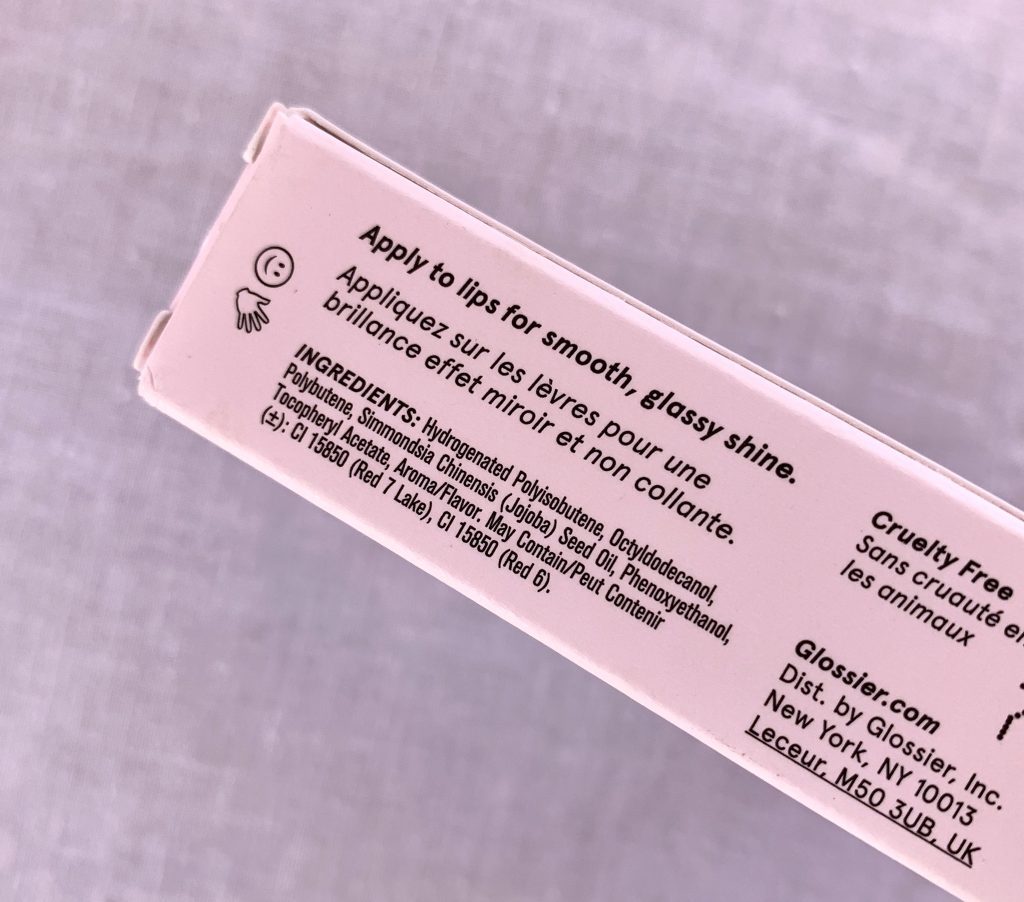 Apply to lips for smooth, glassy shine.
Appliquez sur les lèvres pour une
brillance effet miroir et non collante.
INGREDIENTS: Hydrogenated Polyisobutene, Octyldodecanol,
Polybutene, Simmondsia Chinensis (Jojoba) Seed Oil, Phenoxyethanol,
Tocopheryl Acetate, Aroma/Flavor. May Contain/Peut Contenir
(±): CI 15850 (Red 7 Lake), CI 15850 (Red 6).
Cruelty Free
Sans cruauté en
les animaux
Glossier.com
Dist. by Glossier, Inc.
New York, NY 10013
Leceur, M50 3UB, UK